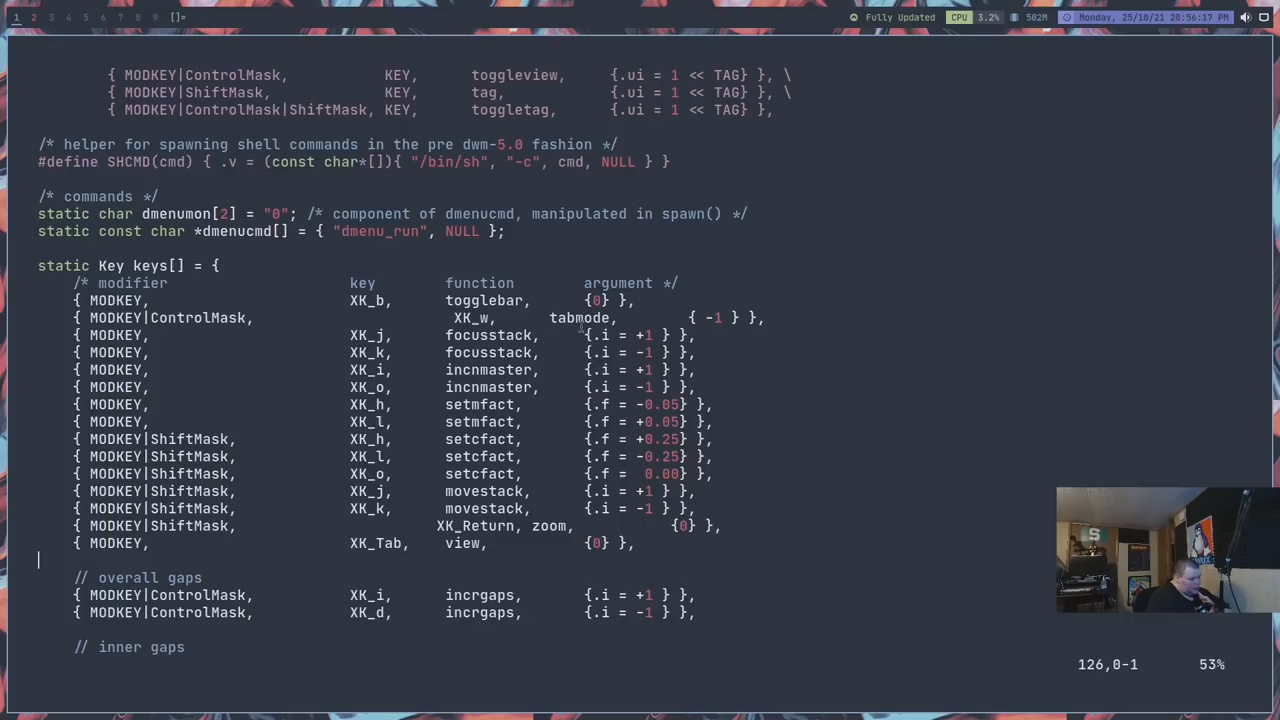 1 2 3 4 5 6 7 8 9 []= Fully Updated CPU 3.2% 502M Monday, 25/10/21 20:56:17 PM
{ MODKEY|ControlMask, KEY, toggleview, {.ui = 1 << TAG} }, \
{ MODKEY|ShiftMask, KEY, tag, {.ui = 1 << TAG} }, \
{ MODKEY|ControlMask|ShiftMask, KEY, toggletag, {.ui = 1 << TAG} },
/* helper for spawning shell commands in the pre dwm-5.0 fashion */
#define SHCMD(cmd) { .v = (const char*[]){ "/bin/sh", "-c", cmd, NULL } }
/* commands */
static char dmenumon[2] = "0"; /* component of dmenucmd, manipulated in spawn() */
static const char *dmenucmd[] = { "dmenu_run", NULL };
static Key keys[] = {
/* modifier key function argument */
{ MODKEY, XK_b, togglebar, {0} },
{ MODKEY|ControlMask, XK_w, tabmode, { -1 } },
{ MODKEY, XK_j, focusstack, {.i = +1 } },
{ MODKEY, XK_k, focusstack, {.i = -1 } },
{ MODKEY, XK_i, incnmaster, {.i = +1 } },
{ MODKEY, XK_o, incnmaster, {.i = -1 } },
{ MODKEY, XK_h, setmfact, {.f = -0.05} },
{ MODKEY, XK_l, setmfact, {.f = +0.05} },
{ MODKEY|ShiftMask, XK_h, setcfact, {.f = +0.25} },
{ MODKEY|ShiftMask, XK_l, setcfact, {.f = -0.25} },
{ MODKEY|ShiftMask, XK_o, setcfact, {.f = 0.00} },
{ MODKEY|ShiftMask, XK_j, movestack, {.i = +1 } },
{ MODKEY|ShiftMask, XK_k, movestack, {.i = -1 } },
{ MODKEY|ShiftMask, XK_Return, zoom, {0} },
{ MODKEY, XK_Tab, view, {0} },
// overall gaps
{ MODKEY|ControlMask, XK_i, incrgaps, {.i = +1 } },
{ MODKEY|ControlMask, XK_d, incrgaps, {.i = -1 } },
// inner gaps
126,0-1 53%